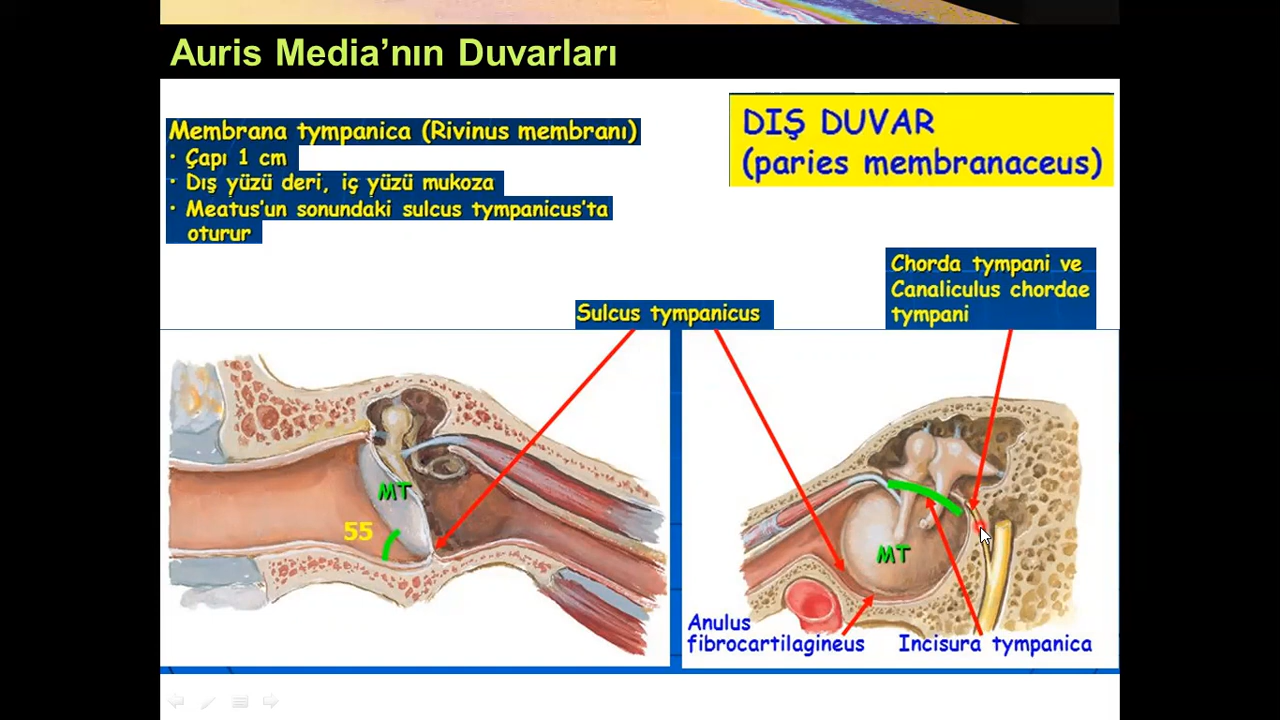 Auris Media’nın Duvarları
Membrana tympanica (Rivinus membranı)
• Çapı 1 cm
• Dış yüzü deri, iç yüzü mukoza
• Meatus’un sonundaki sulcus tympanicus’ta
oturur
DIŞ DUVAR
(paries membranaceus)
Chorda tympani ve
Canaliculus chordae
tympani
Sulcus tympanicus
MT
55
MT
Anulus
fibrocartilagineus
Incisura tympanica